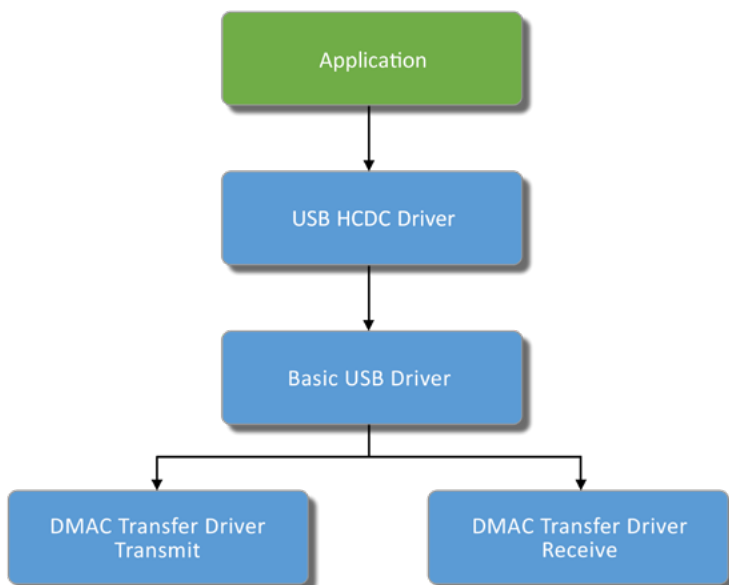 Application
USB HCDC Driver
Basic USB Driver
DMAC Transfer Driver
Transmit
DMAC Transfer Driver
Receive